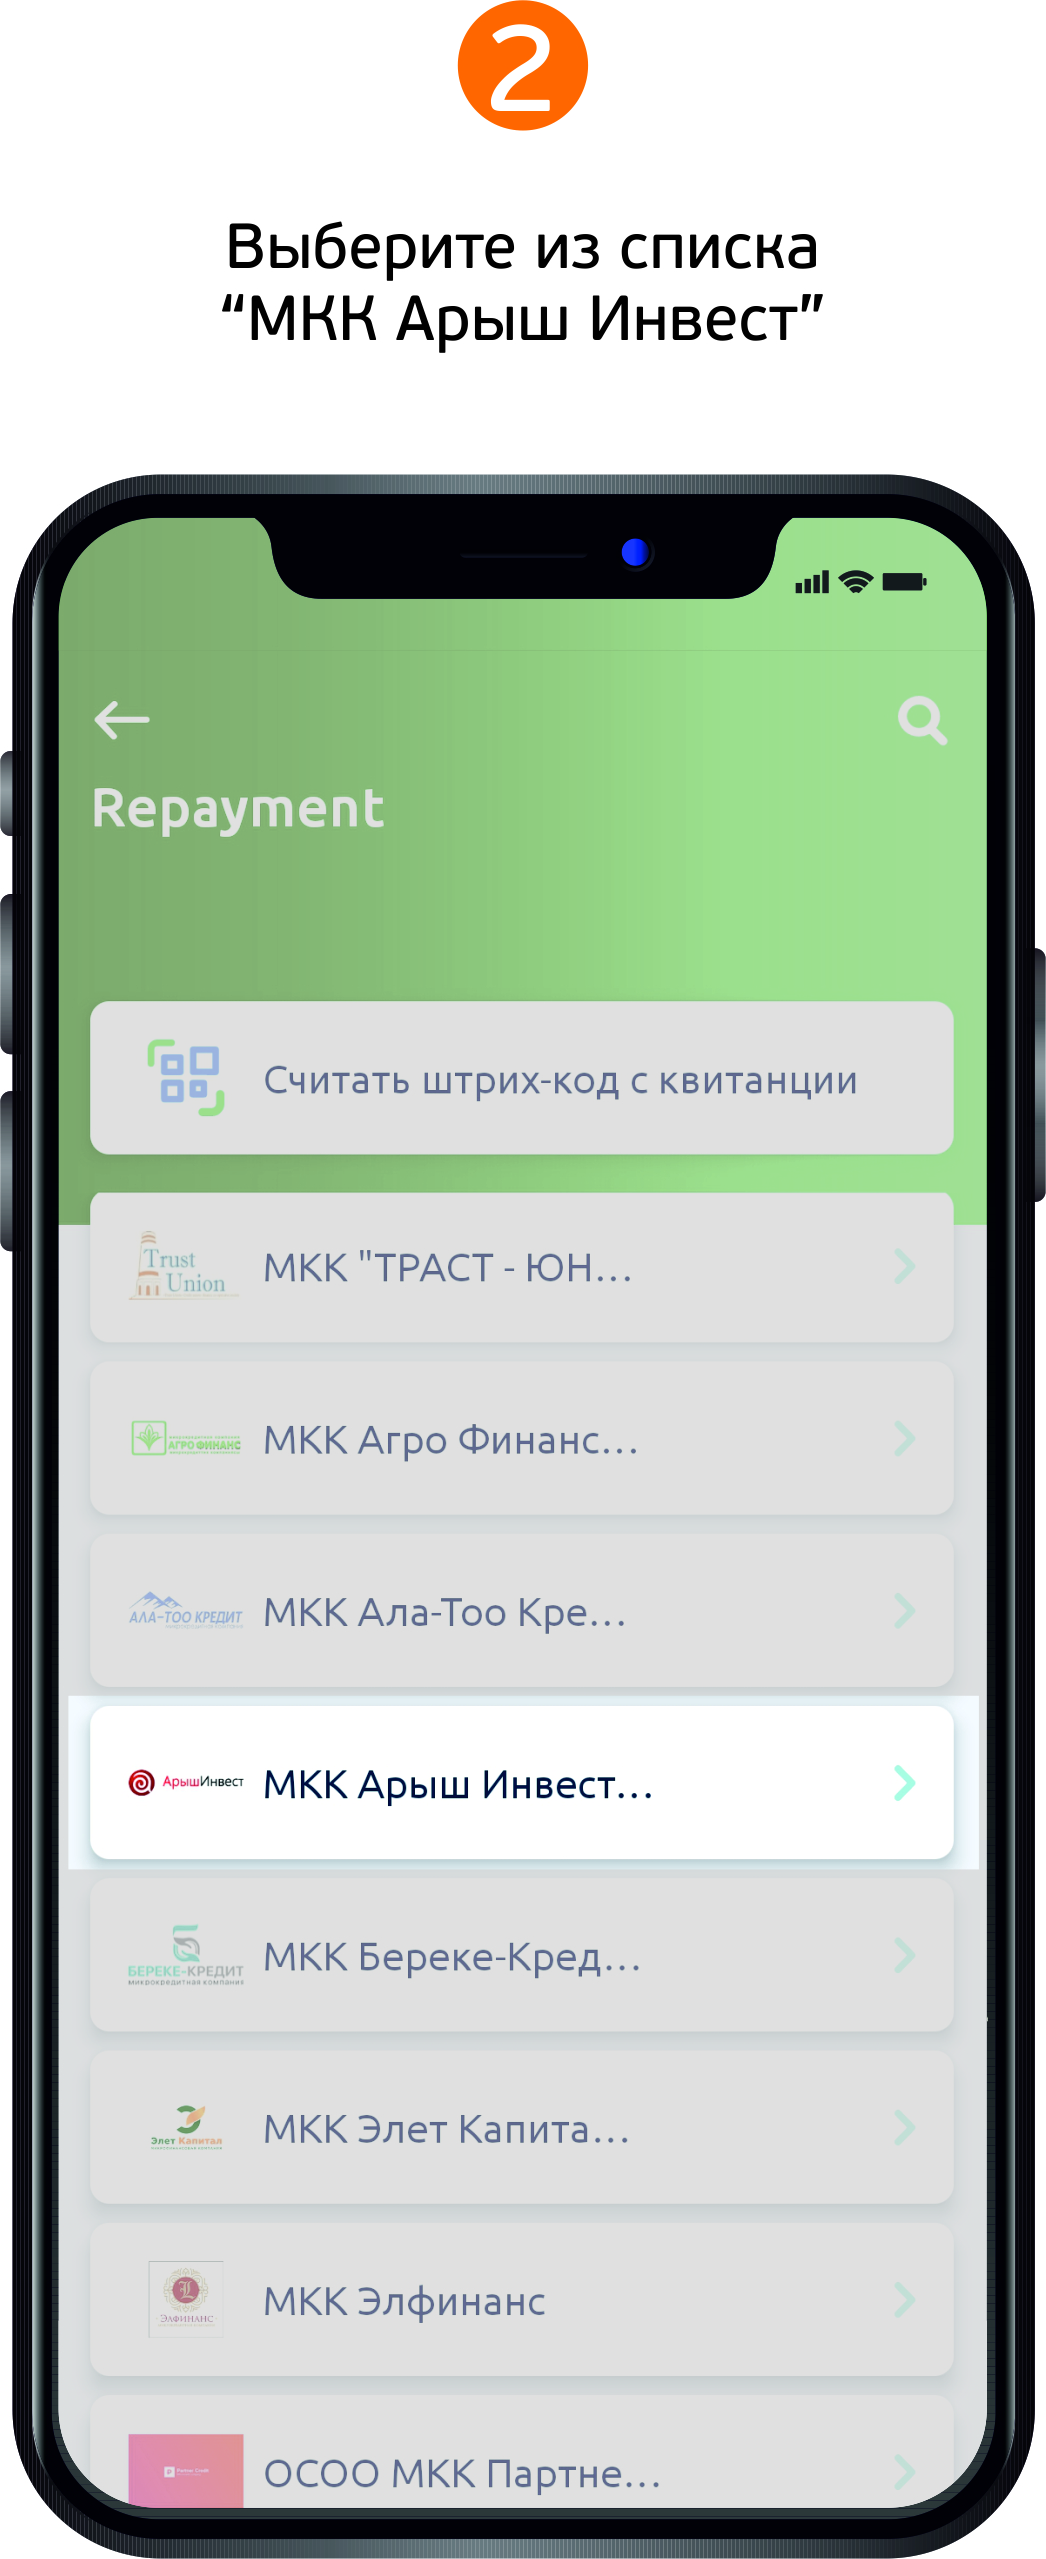 2
Выберите из списка
“МКК Арыш Инвест”
Repayment
Считать штрих-код с квитанции
Trust
Union
МКК "ТРАСТ - ЮН...
АГРО ФИНАНС
МКК Агро Финанс...
АЛА-ТОО КРЕДИТ
МКК Ала-Тоо Кре...
АрышИнвест
МКК Арыш Инвест...
БЕРЕКЕ-КРЕДИТ
микрокредитная компания
МКК Береке-Кред...
Элет Капитал
МКК Элет Капита...
ЭЛФИНАНС
МКК Элфинанс
ОСОО МКК Партне...